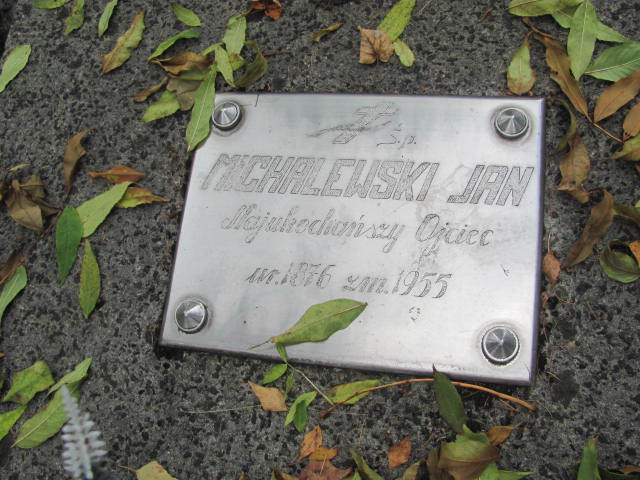 Ś.p.
MICHALEWSKI JAN
Najukochańszy Ojciec
ur. 1876 zm. 1955